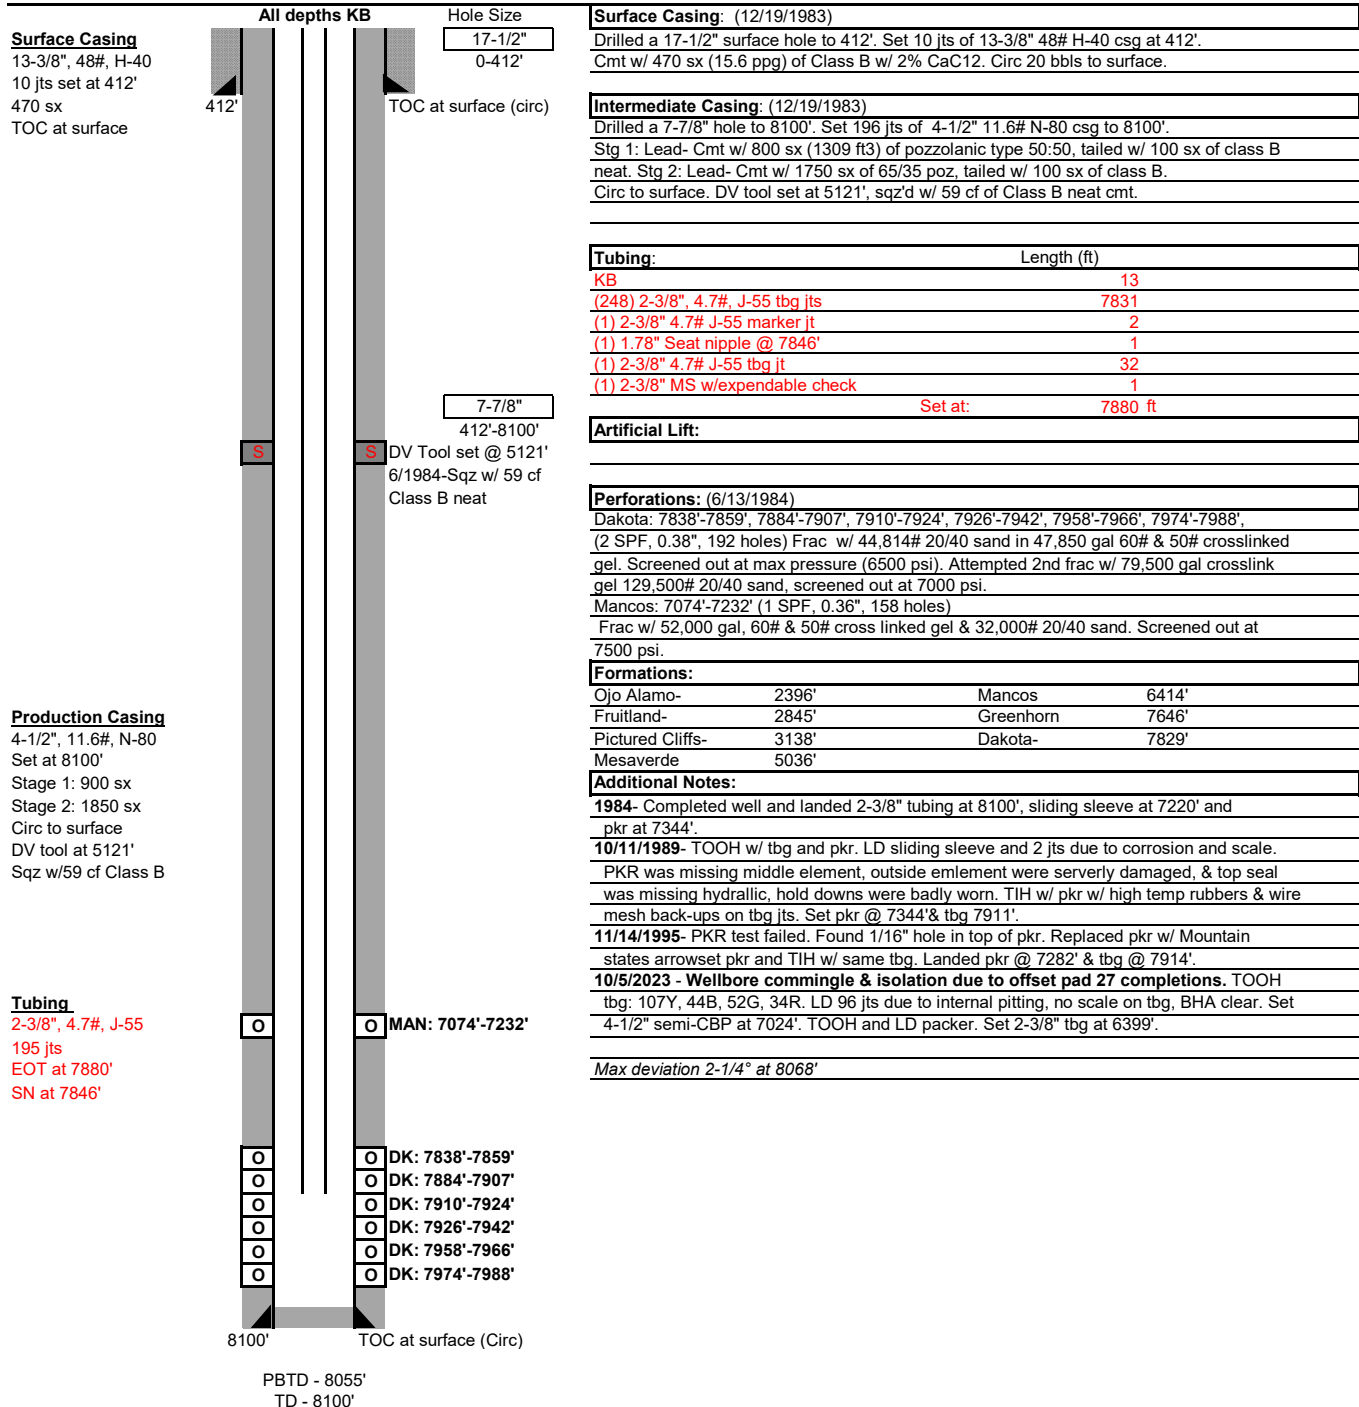 All depths KB
Hole Size
Surface Casing
13-3/8", 48#, H-40
10 jts set at 412'
470 sx
TOC at surface
17-1/2"
0-412'
412'
TOC at surface (circ)
7-7/8"
412'-8100'
S
S
DV Tool set @ 5121'
6/1984-Sqz w/ 59 cf
Class B neat
Production Casing
4-1/2", 11.6#, N-80
Set at 8100'
Stage 1: 900 sx
Stage 2: 1850 sx
Circ to surface
DV tool at 5121'
Sqz w/59 cf Class B
Tubing
2-3/8", 4.7#, J-55
195 jts
EOT at 7880'
SN at 7846'
O O MAN: 7074'-7232'
O O DK: 7838'-7859'
O O DK: 7884'-7907'
O O DK: 7910'-7924'
O O DK: 7926'-7942'
O O DK: 7958'-7966'
O O DK: 7974'-7988'
8100'
TOC at surface (Circ)
PBTD - 8055'
TD - 8100'
Surface Casing: (12/19/1983)
Drilled a 17-1/2" surface hole to 412'. Set 10 jts of 13-3/8" 48# H-40 csg at 412'.
Cmt w/ 470 sx (15.6 ppg) of Class B w/ 2% CaC12. Circ 20 bbls to surface.
Intermediate Casing: (12/19/1983)
Drilled a 7-7/8" hole to 8100'. Set 196 jts of 4-1/2" 11.6# N-80 csg to 8100'.
Stg 1: Lead- Cmt w/ 800 sx (1309 ft3) of pozzolanic type 50:50, tailed w/ 100 sx of class B
neat. Stg 2: Lead- Cmt w/ 1750 sx of 65/35 poz, tailed w/ 100 sx of class B.
Circ to surface. DV tool set at 5121', sqz'd w/ 59 cf of Class B neat cmt.
Tubing: Length (ft)
KB 13
(248) 2-3/8", 4.7#, J-55 tbg jts 7831
(1) 2-3/8" 4.7# J-55 marker jt 2
(1) 1.78" Seat nipple @ 7846' 1
(1) 2-3/8" 4.7# J-55 tbg jt 32
(1) 2-3/8" MS w/expendable check 1
Set at: 7880 ft
Artificial Lift:
Perforations: (6/13/1984)
Dakota: 7838'-7859', 7884'-7907', 7910'-7924', 7926'-7942', 7958'-7966', 7974'-7988',
(2 SPF, 0.38", 192 holes) Frac w/ 44,814# 20/40 sand in 47,850 gal 60# & 50# crosslinked
gel. Screened out at max pressure (6500 psi). Attempted 2nd frac w/ 79,500 gal crosslink
gel 129,500# 20/40 sand, screened out at 7000 psi.
Mancos: 7074'-7232' (1 SPF, 0.36", 158 holes)
Frac w/ 52,000 gal, 60# & 50# cross linked gel & 32,000# 20/40 sand. Screened out at
7500 psi.
Formations:
Ojo Alamo- 2396' Mancos 6414'
Fruitland- 2845' Greenhorn 7646'
Pictured Cliffs- 3138' Dakota- 7829'
Mesaverde 5036'
Additional Notes:
1984- Completed well and landed 2-3/8" tubing at 8100', sliding sleeve at 7220' and
pkr at 7344'.
10/11/1989- TOOH w/ tbg and pkr. LD sliding sleeve and 2 jts due to corrosion and scale.
PKR was missing middle element, outside emlement were serverly damaged, & top seal
was missing hydrallic, hold downs were badly worn. TIH w/ pkr w/ high temp rubbers & wire
mesh back-ups on tbg jts. Set pkr @ 7344'& tbg 7911'.
11/14/1995- PKR test failed. Found 1/16" hole in top of pkr. Replaced pkr w/ Mountain
states arrowset pkr and TIH w/ same tbg. Landed pkr @ 7282' & tbg @ 7914'.
10/5/2023 - Wellbore commingle & isolation due to offset pad 27 completions. TOOH
tbg: 107Y, 44B, 52G, 34R. LD 96 jts due to internal pitting, no scale on tbg, BHA clear. Set
4-1/2" semi-CBP at 7024'. TOOH and LD packer. Set 2-3/8" tbg at 6399'.
Max deviation 2-1/4° at 8068'